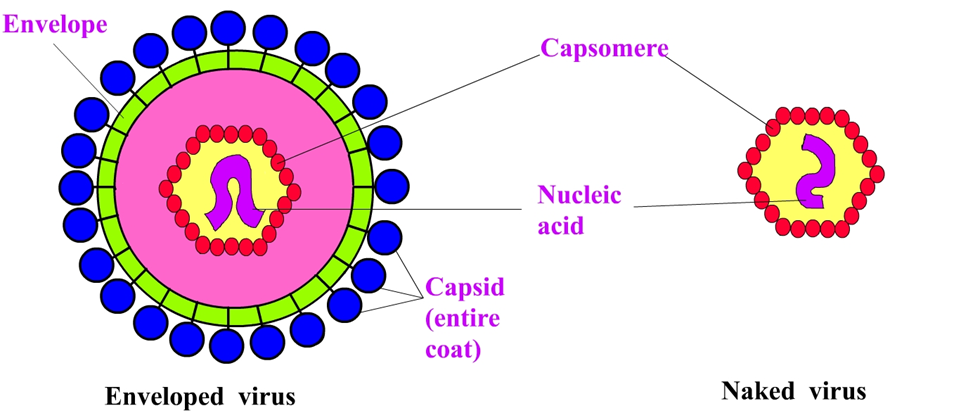 Envelope
Capsomere
Nucleic
acid
Capsid
(entire
coat)
Enveloped virus
Naked virus